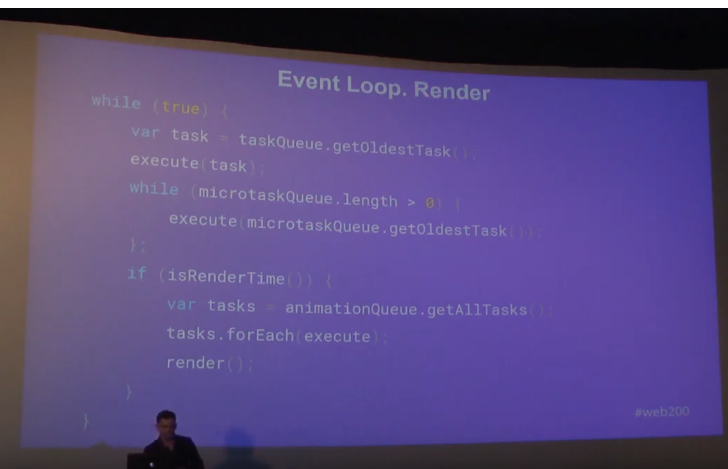 Event Loop. Render
while (true) {
var task = taskQueue.getOldestTask();
execute(task);
while (microtaskQueue.length > 0) {
execute(microtaskQueue.getOldestTask());
};
if (isRenderTime()) {
var tasks = animationQueue.getAllTasks();
tasks.forEach(execute);
render();
}
}
#web200